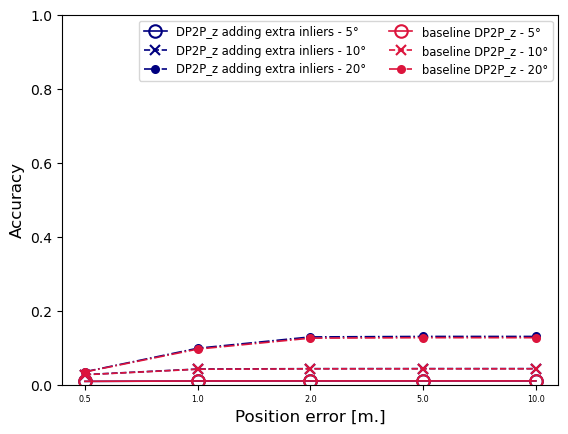 1.0
0.8
0.6
0.4
0.2
0.0
Accuracy
DP2P_z adding extra inliers - 5°
DP2P_z adding extra inliers - 10°
DP2P_z adding extra inliers - 20°
baseline DP2P_z - 5°
baseline DP2P_z - 10°
baseline DP2P_z - 20°
0.5 1.0 2.0 5.0 10.0
Position error [m.]